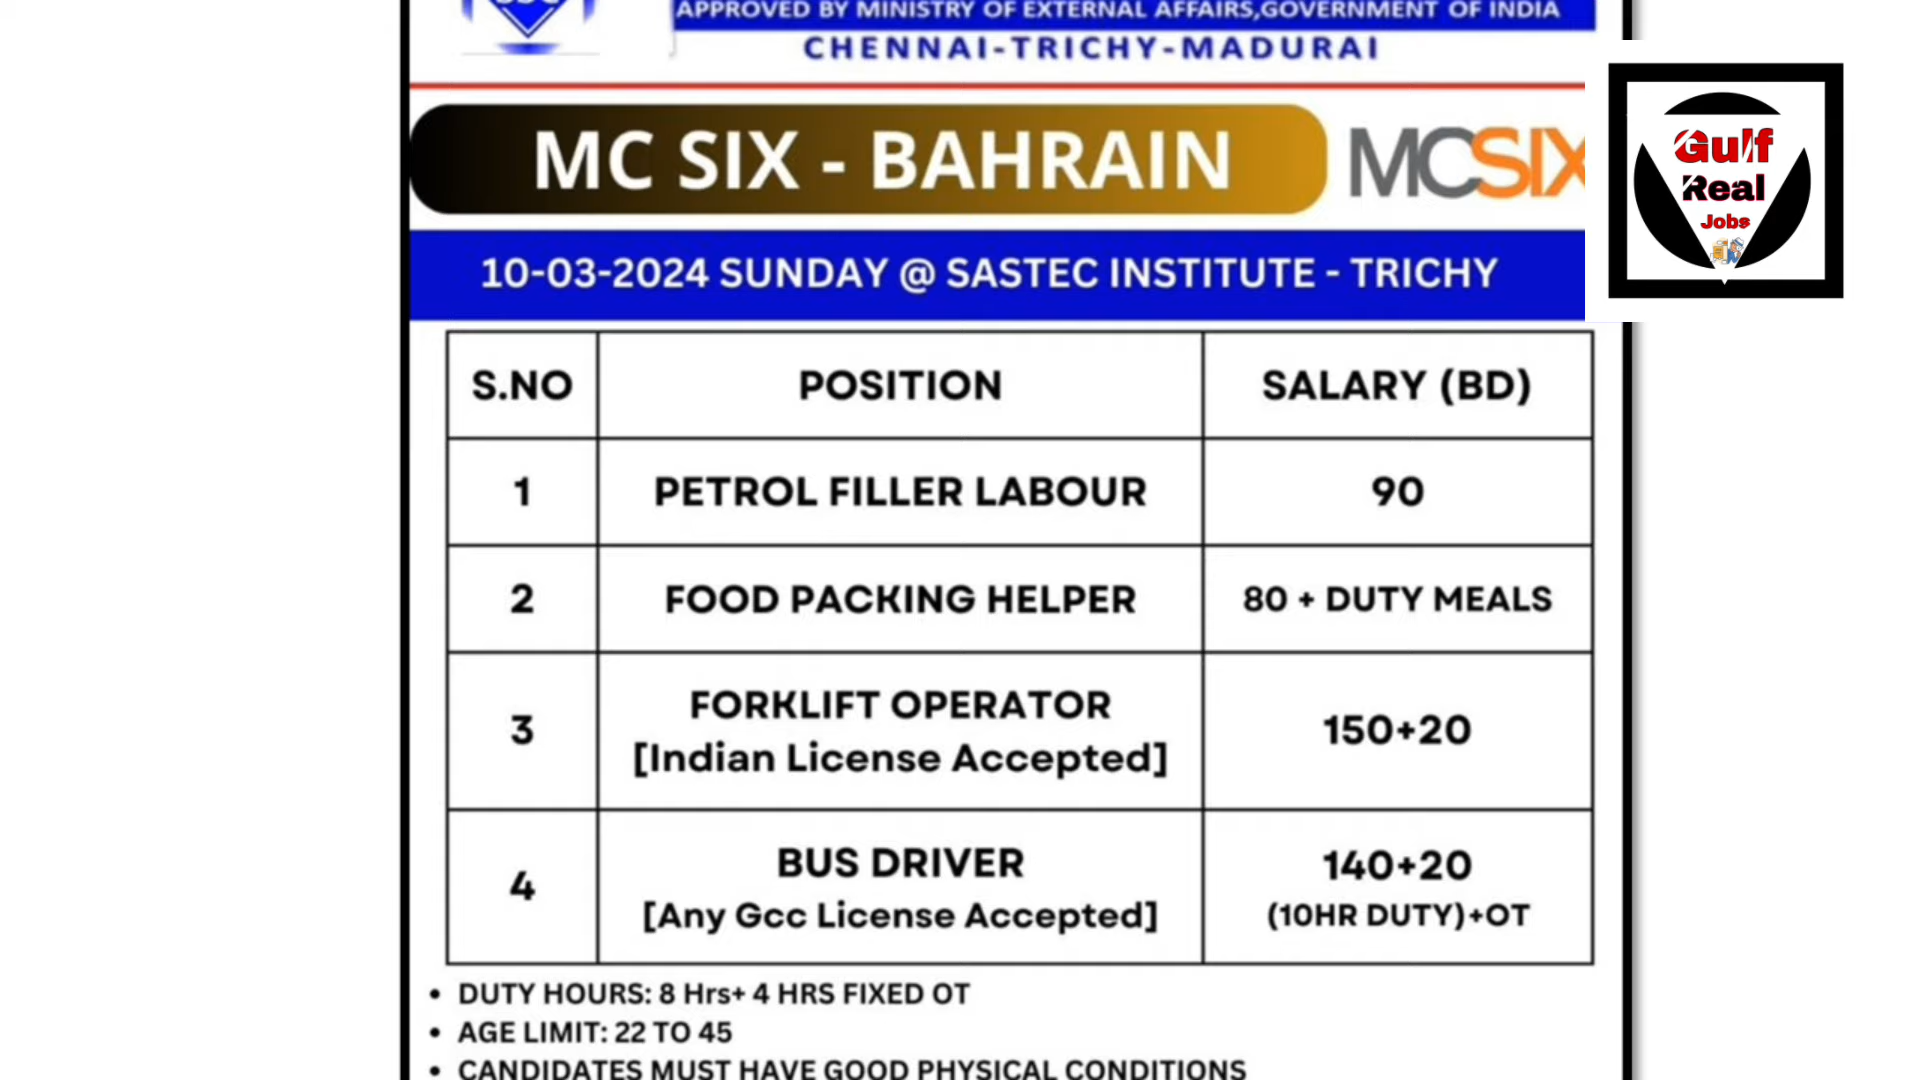 APPROVED BY MINISTRY OF EXTERNAL AFFAIRS,GOVERNMENT OF INDIA
CHENNAI-TRICHY-MADURAI
MC SIX - BAHRAIN
MCSIX
Gulf
Real
Jobs
10-03-2024 SUNDAY @ SASTEC INSTITUTE - TRICHY
S.NO POSITION SALARY (BD)
1 PETROL FILLER LABOUR 90
2 FOOD PACKING HELPER 80 + DUTY MEALS
3 FORKLIFT OPERATOR
[Indian License Accepted] 150+20
4 BUS DRIVER 140+20
[Any Gcc License Accepted] (10HR DUTY)+OT
• DUTY HOURS: 8 Hrs+ 4 HRS FIXED OT
• AGE LIMIT: 22 TO 45
• CANDIDATES MUST HAVE GOOD PHYSICAL CONDITIONS